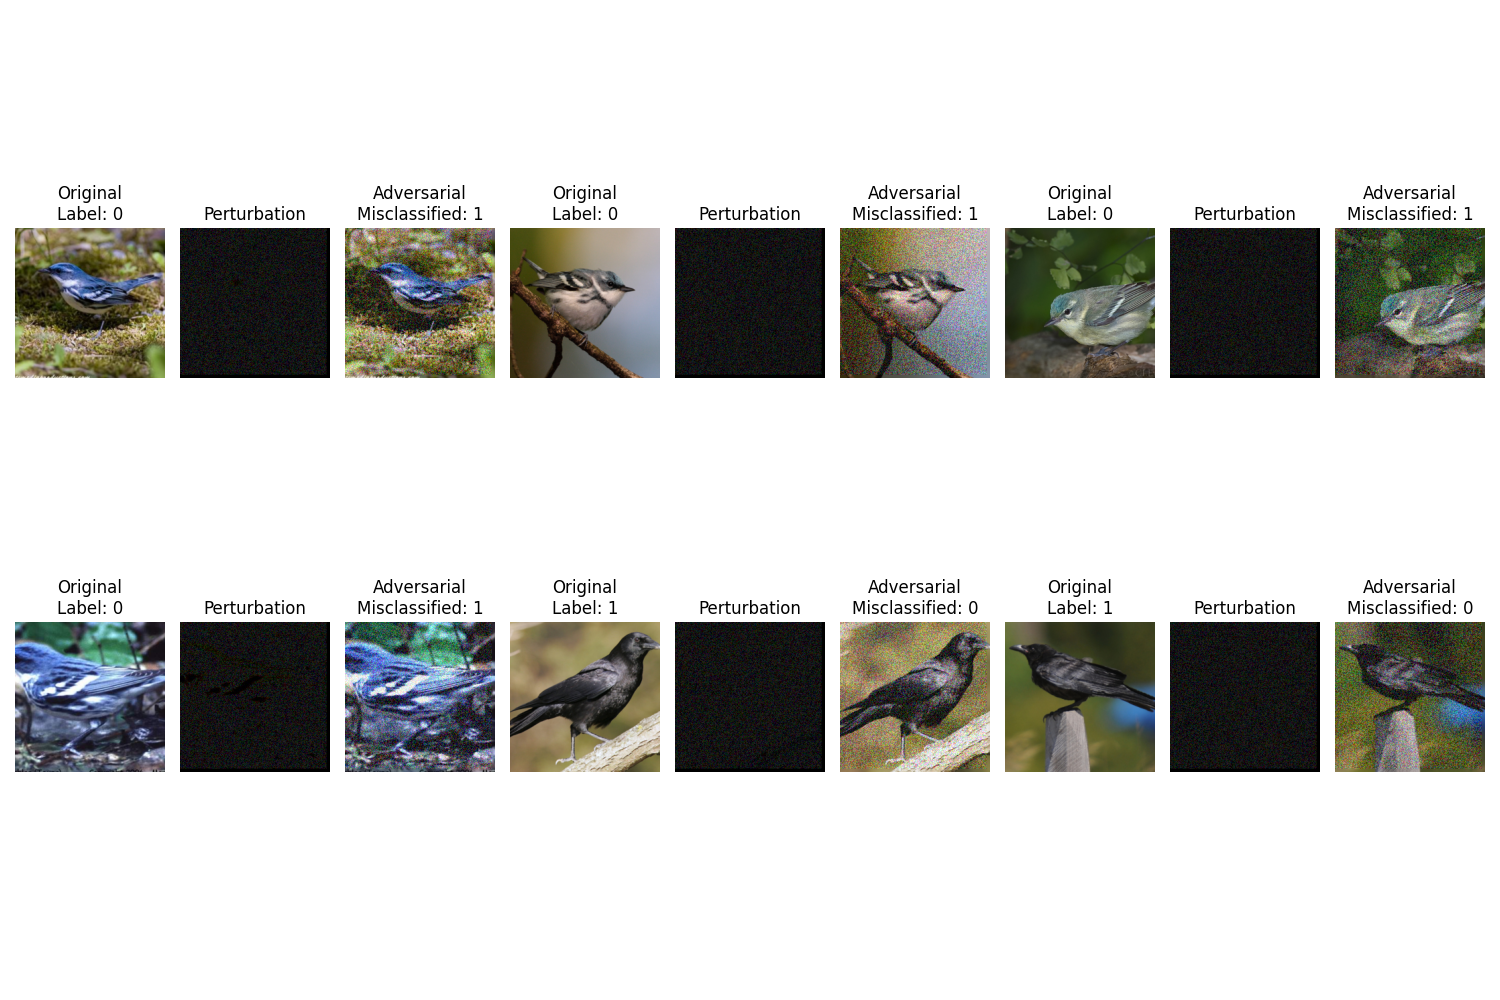 Original
Label: 0
Perturbation
Adversarial
Misclassified: 1
Original
Label: 0
Perturbation
Adversarial
Misclassified: 1
Original
Label: 0
Perturbation
Adversarial
Misclassified: 1
Original
Label: 0
Perturbation
Adversarial
Misclassified: 1
Original
Label: 1
Perturbation
Adversarial
Misclassified: 0
Original
Label: 1
Perturbation
Adversarial
Misclassified: 0